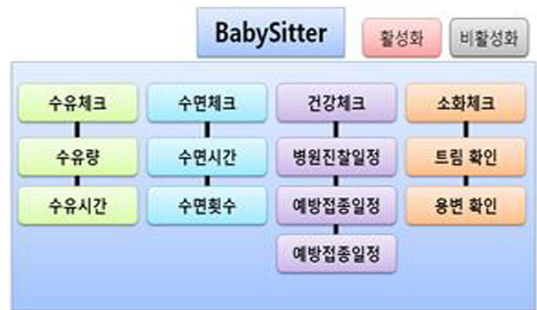 BabySitter
활성화
비활성화
수유체크
수면체크
건강체크
소화체크
수유량
수면시간
병원진찰일정
트림 확인
수유시간
수면횟수
예방접종일정
용변 확인
예방접종일정